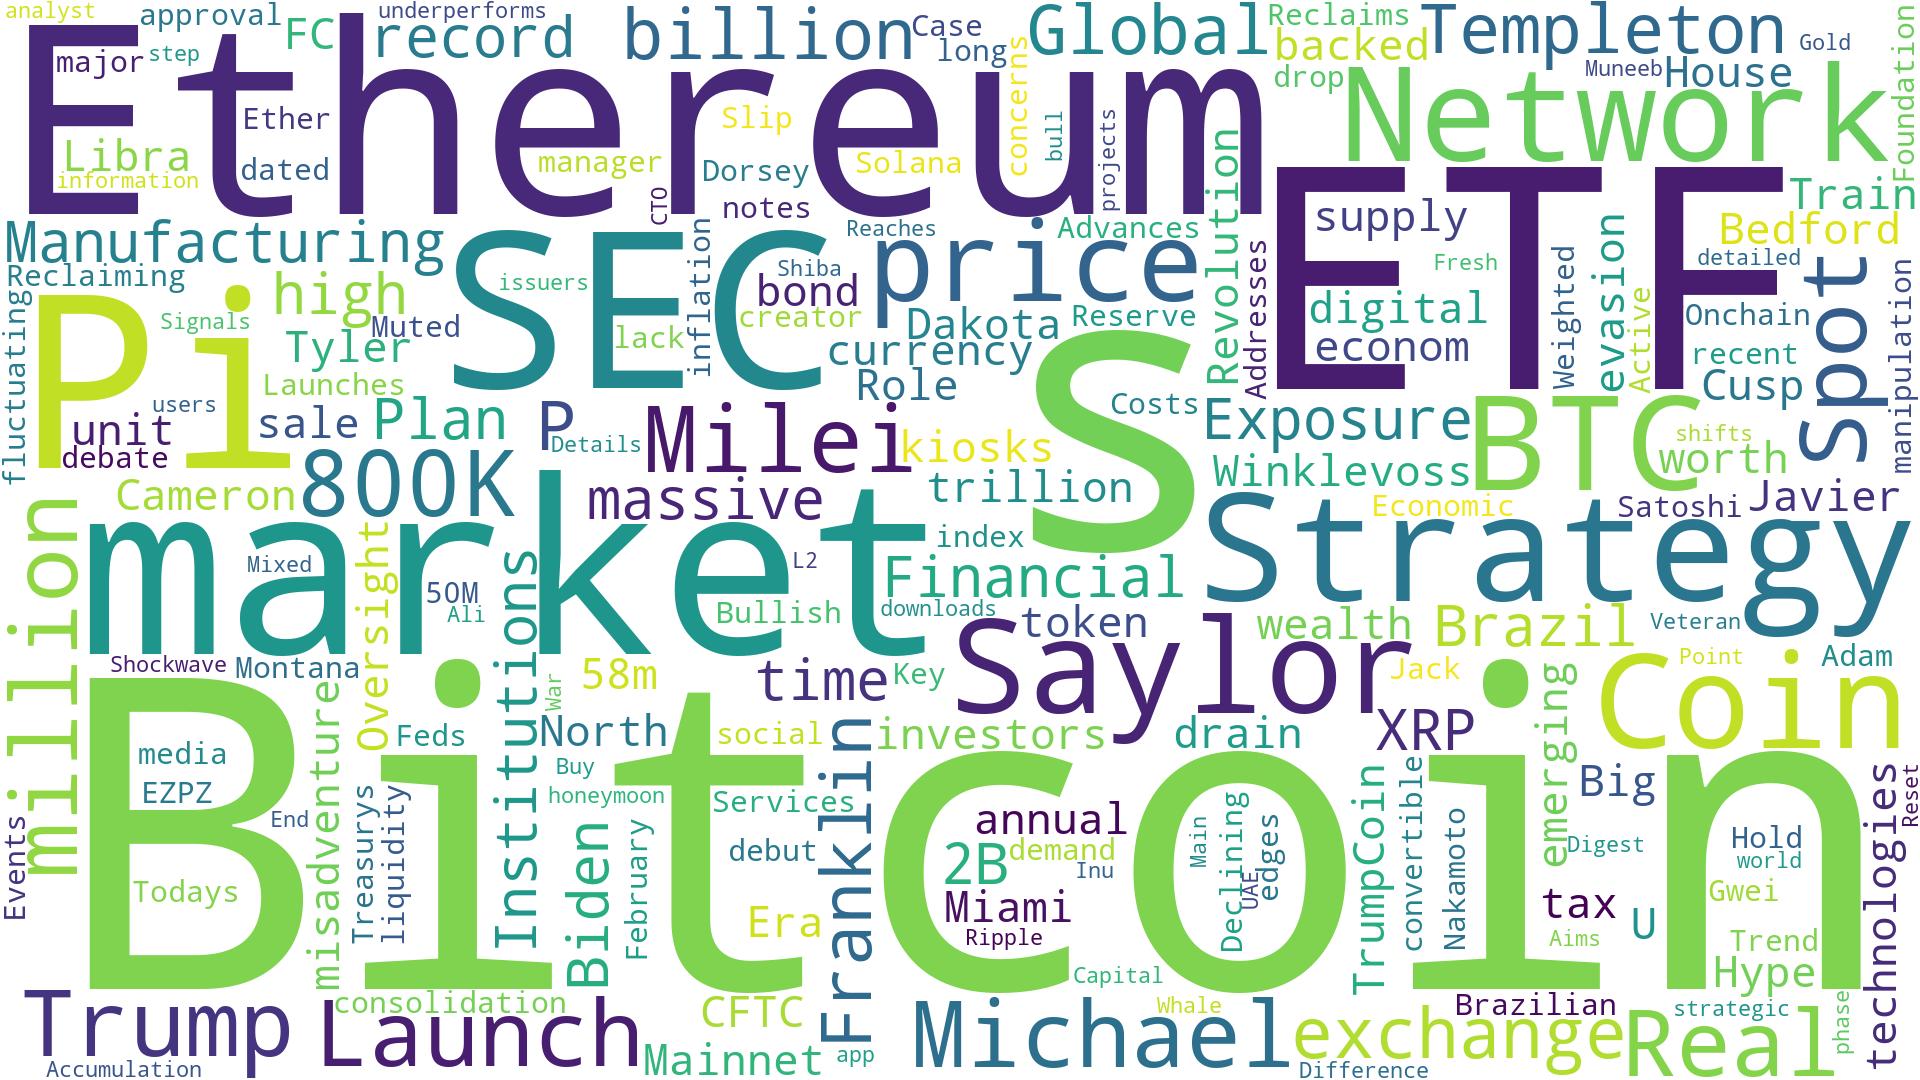 analyst
approval
underperforms
FC
record
billion
Case
long
Global
Reclaims
backed
Templeton
Gold
major
step
Ethereum
Ether
Slip
concerns
bull
drop
Muneeb
House
Network
Foundation
Libra
dated
information
manager
Dorsey
Solana
projects
Revolution
ETF
Train
CTO
notes
Reaches
Advances
supply
Bedford
Manufacturing
SEC
price
Addresses
evasion
Weighted
detailed
Spot
Reclaiming
high
issuers
inflation
Shiba
bond
Fresh
manipulation
fluctuating
Pi
Signals
Muted
creator
Dakota
Reserve
digital
Active
Onchain
Tyler
lack
currency
econom
recent
Launches
Role
Cusp
users
sale
Plan
P
Costs
Exposure
BTC
unit
debate
Details
Milei
kiosks
S
shifts
Winklevoss
worth
Cameron
800K
massive
trillion
Economic
Satoshi
Javier
million
market
Oversight
Institutions
index
Strategy
Mixed
L2
50M
Ali
Bullish
Financial
downloads
token
wealth
Brazil
Veteran
Shockwave
Montana
58m
War
time
Key
Saylor
Jack
Point
Adam
Coin
misadventure
Feds
North
social
Franklin
investors
drain
XRP
emerging
Bitcoin
media
EZPZ
Buy
honeymoon
Services
Big
technologies
Reset
Events
End
Treasurys
liquidity
Biden
February
debut
annual
2B
demand
Inu
Main
Declining
UAE
edges
TrumpCoin
convertible
Nakamoto
Digest
Hold
world
Todays
Era
Miami
Ripple
tax
U
Gwei
Aims
Trend
Hype
Capital
Trump
consolidation
Launch
CFTC
Mainnet
app
Michael
Whale
exchange
Brazilian
strategic
Real
phase
Accumulation
Difference